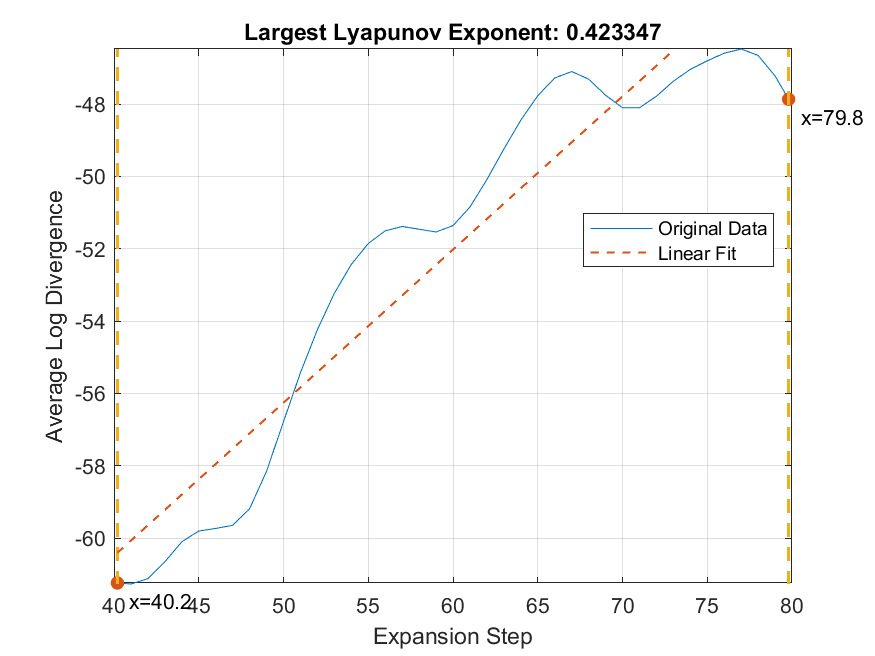 Largest Lyapunov Exponent: 0.423347
Average Log Divergence
-48
-50
-52
-54
-56
-58
-60
x=79.8
Original Data
Linear Fit
x=40.2
40 45 50 55 60 65 70 75 80
Expansion Step